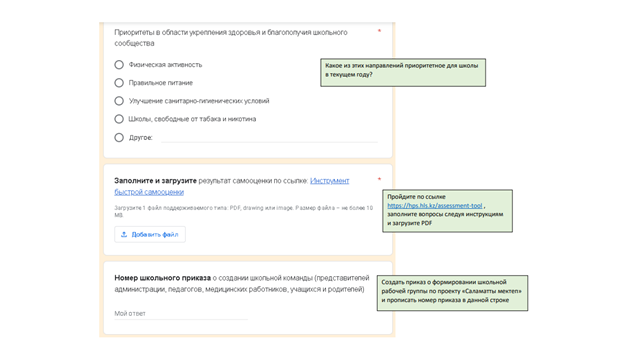 Приоритеты в области укрепления здоровья и благополучия школьного *
сообщества
Физическая активность
Правильное питание
Улучшение санитарно-гигиенических условий
Школы, свободные от табака и никотина
Другое:
Какое из этих направлений приоритетное для школы
в текущем году?
Заполните и загрузите результат самооценки по ссылке: Инструмент *
быстрой самооценки
Загрузите 1 файл поддерживаемого типа: PDF, drawing или image. Размер файла – не более 10
МВ.
Добавить файл
Пройдите по ссылке
https://hps.hls.kz/assessment-tool ,
заполните вопросы следуя инструкциям
и загрузите PDF
Номер школьного приказа о создании школьной команды (представителей
администрации, педагогов, медицинских работников, учащихся и родителей)
Мой ответ
Создать приказ о формировании школьной
рабочей группы по проекту «Саламатты мектеп»
и прописать номер приказа в данной строке